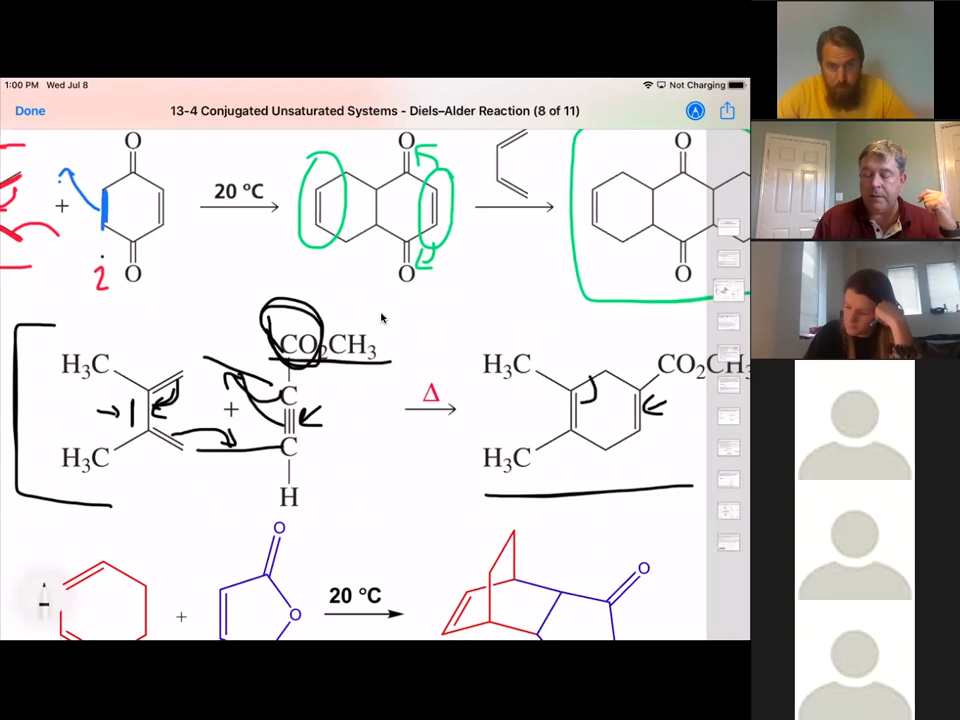 1:00 PM Wed Jul 8
Not Charging
Done
13-4 Conjugated Unsaturated Systems - Diels–Alder Reaction (8 of 11)
O
O
O
+
20 °C
O
O
O
2
CO₂CH₃
H₃C
H₃C
CO₂CH₃
C
+
Δ
C
H₃C
H₃C
H
O
O
20 °C
O
+